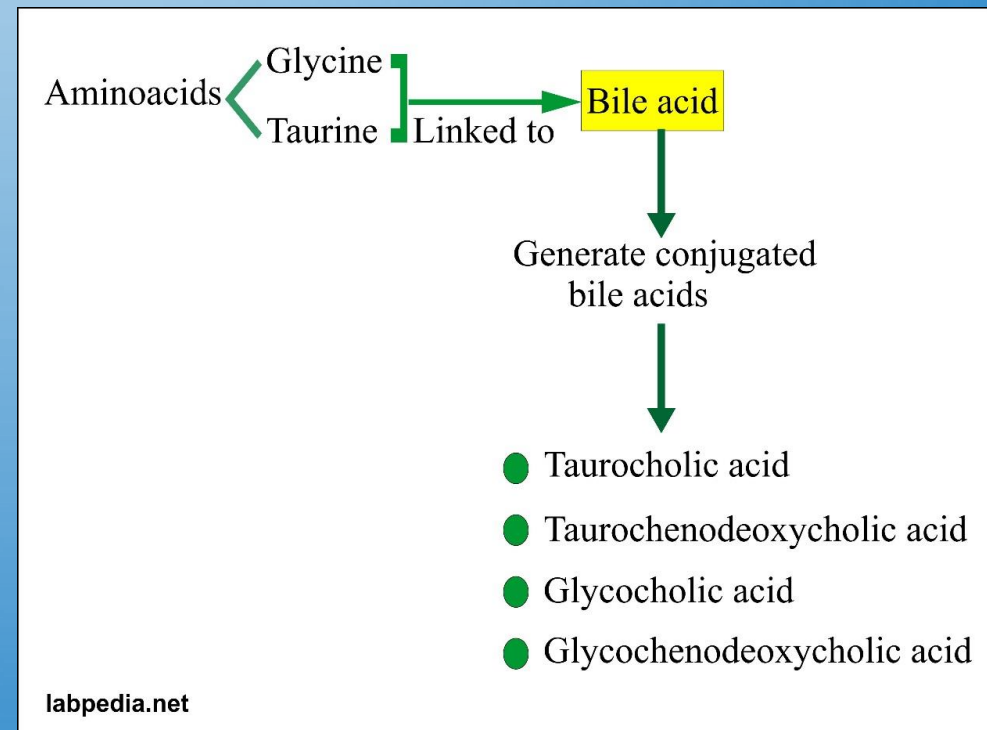 Glycine
Aminoacids
Taurine
Linked to
Bile acid
Generate conjugated
bile acids
Taurocholic acid
Taurochenodeoxycholic acid
Glycocholic acid
Glycochenodeoxycholic acid
labpedia.net